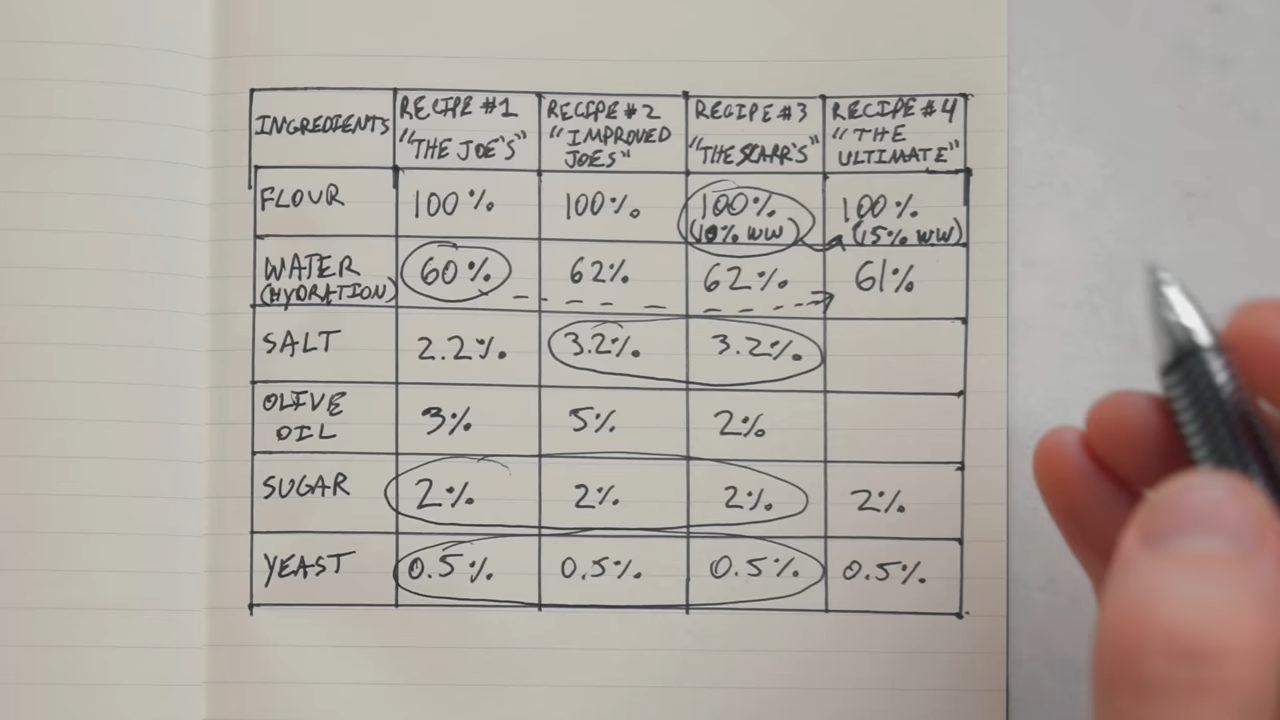 INGREDIENTS
RECIPE #1
"THE JOE'S"
RECIPE #2
"IMPROVED
JOES"
RECIPE #3
"THE SCARR'S"
RECIPE #4
"THE
ULTIMATE"
FLOUR
100%
100%
100%
(10% WW)
100%
(15% WW)
WATER
(HYDRATION)
60%
62%
62%
61%
SALT
2.2%
3.2%
3.2%
OLIVE
OIL
3%
5%
2%
SUGAR
2%
2%
2%
2%
YEAST
0.5%
0.5%
0.5%
0.5%